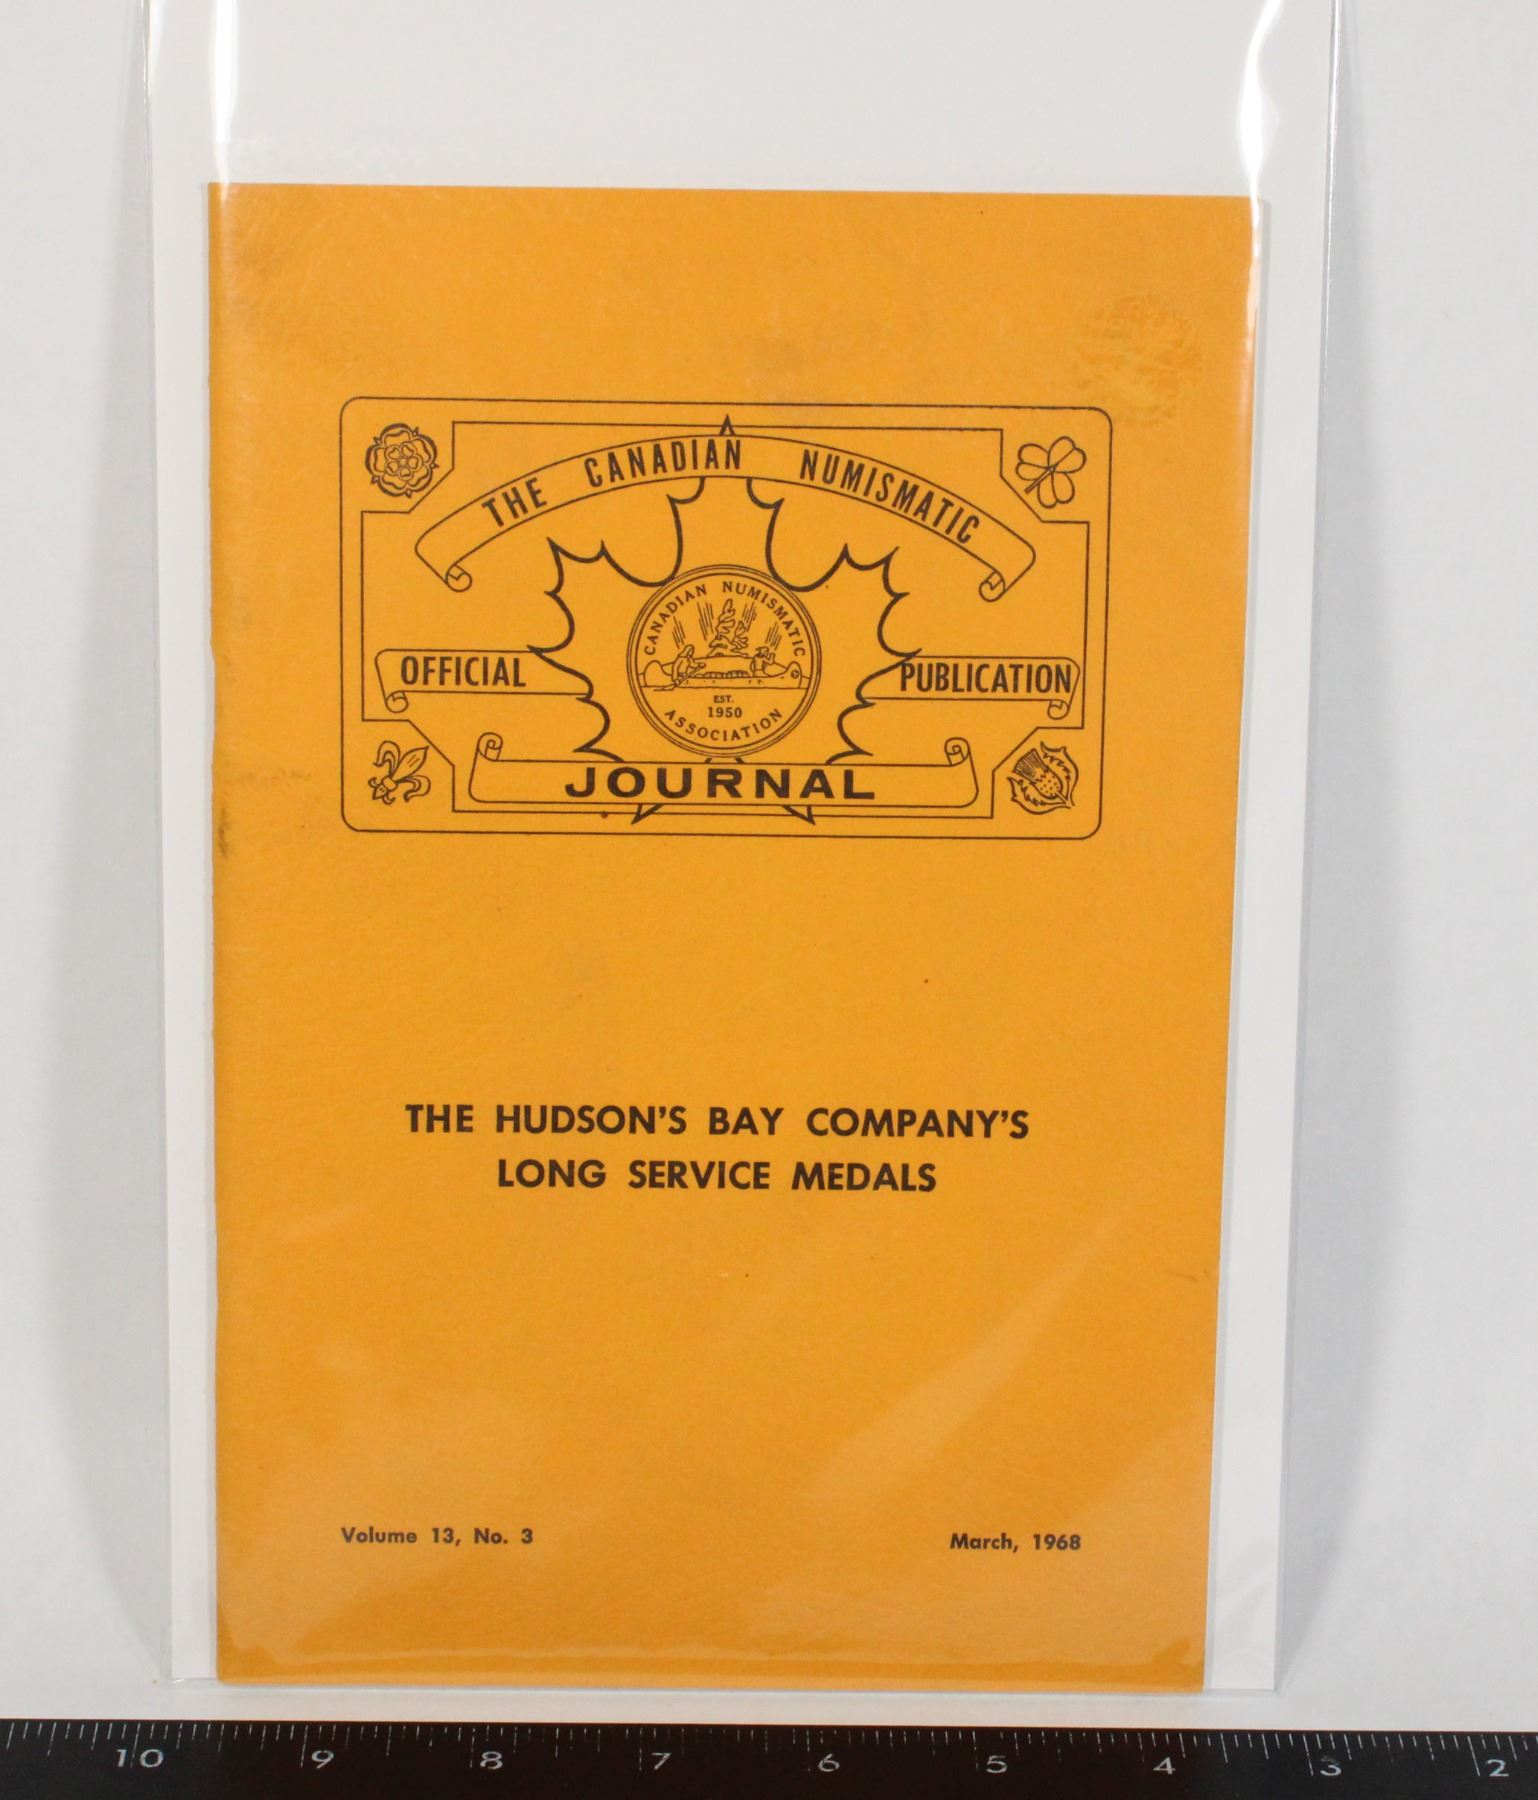 THE CANADIAN NUMISMATIC
CANADIAN NUMISMATIC
OFFICIAL
PUBLICATION
EST.
1950
ASSOCIATION
JOURNAL
THE HUDSON'S BAY COMPANY'S
LONG SERVICE MEDALS
Volume 13, No. 3
March, 1968
10 9 8 7 6 5 4 3 2